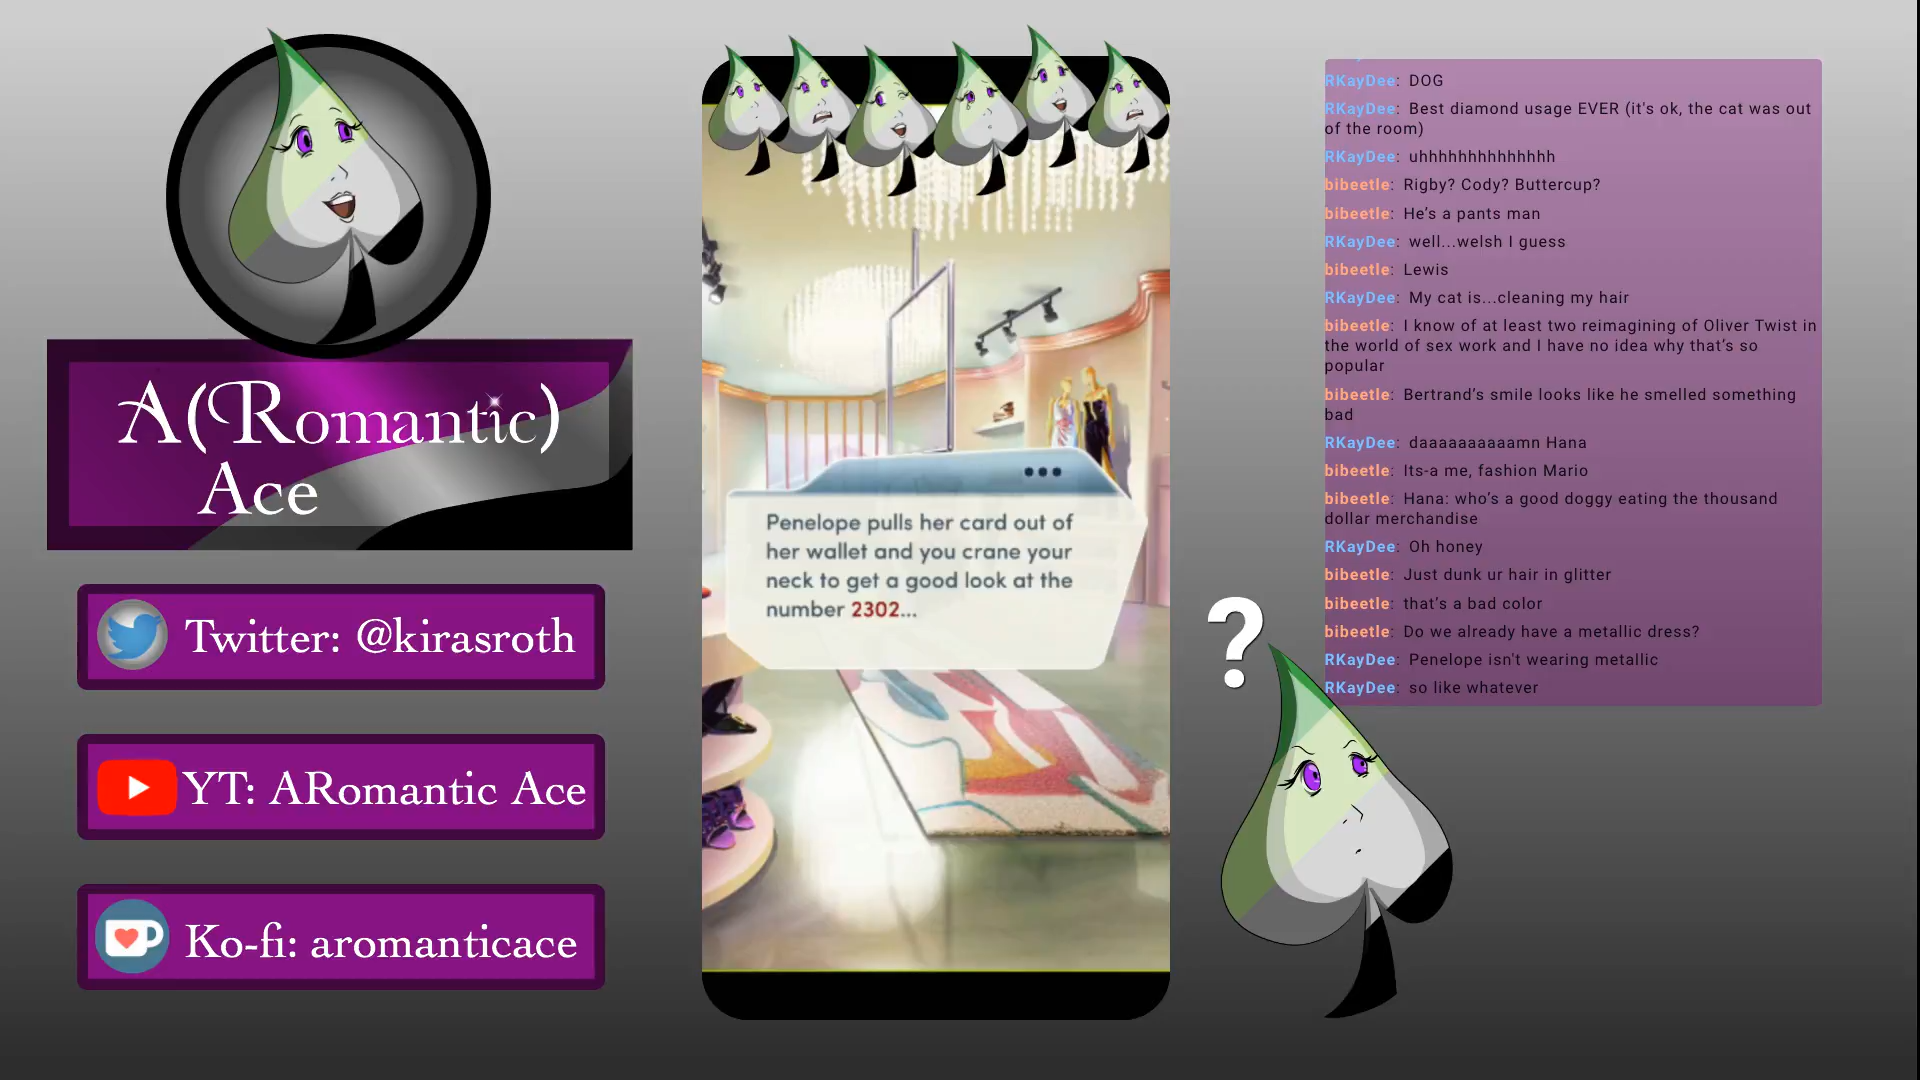 A(Romantic)
Ace
Twitter: @kirasroth
YT: ARomantic Ace
Ko-fi: aromanticace
Penelope pulls her card out of
her wallet and you crane your
neck to get a good look at the
number 2302...
?
RKayDee: DOG
RKayDee: Best diamond usage EVER (it's ok, the cat was out
of the room)
RKayDee: uhhhhhhhhhhhhhh
bibeetle: Rigby? Cody? Buttercup?
bibeetle: He's a pants man
RKayDee: well...welsh I guess
bibeetle: Lewis
RKayDee: My cat is...cleaning my hair
bibeetle: I know of at least two reimagining of Oliver Twist in
the world of sex work and I have no idea why that's so
popular
bibeetle: Bertrand's smile looks like he smelled something
bad
RKayDee: daaaaaaaaaamn Hana
bibeetle: Its-a me, fashion Mario
bibeetle: Hana: who's a good doggy eating the thousand
dollar merchandise
RKayDee: Oh honey
bibeetle: Just dunk ur hair in glitter
bibeetle: that's a bad color
bibeetle: Do we already have a metallic dress?
RKayDee: Penelope isn't wearing metallic
RKayDee: so like whatever